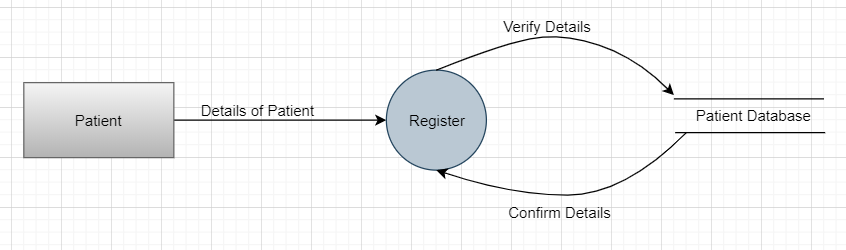 Verify Details
Patient
Details of Patient
Register
Patient Database
Confirm Details